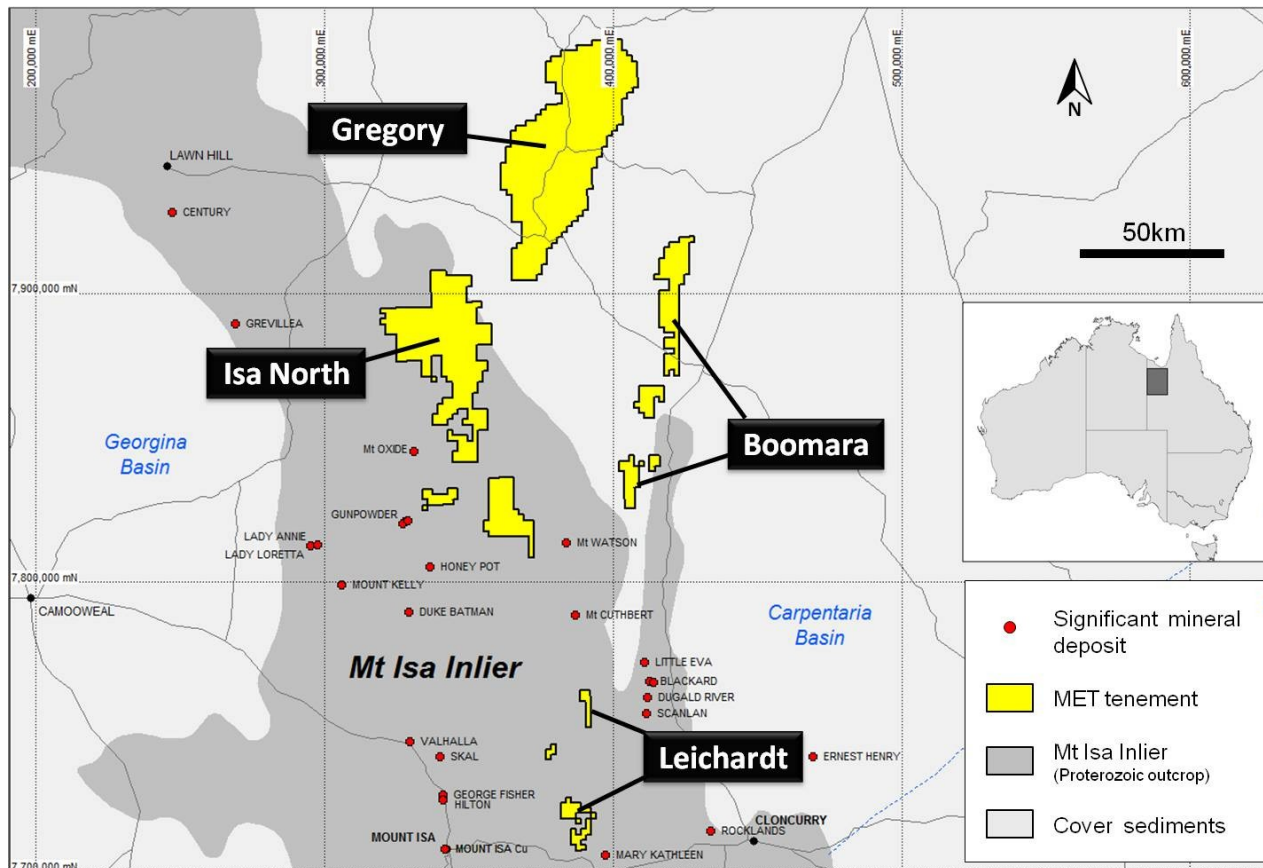 200,000 mE
300,000 mE
400,000 mE
500,000 mE
600,000 mE
N
Gregory
LAWN HILL
CENTURY
50km
7,900,000 mN
GREVILLEA
Isa North
Georgina
Basin
Boomara
Mt OXIDE
GUNPOWDER
LADY ANNIE
LADY LORETTA
Mt WATSON
HONEY POT
7,800,000 mN
MOUNT KELLY
CAMOOWEAL
DUKE BATMAN
Mt CUTHBERT
Carpentaria
Basin
Mt Isa Inlier
LITTLE EVA
BLACKARD
DUGALD RIVER
SCANLAN
VALHALLA
SKAL
Leichardt
ERNEST HENRY
GEORGE FISHER
HILTON
CLONCURRY
ROCKLANDS
MOUNT ISA
MOUNT ISA Cu
MARY KATHLEEN
7,700,000 mN
Significant mineral
deposit
MET tenement
Mt Isa Inlier
(Proterozoic outcrop)
Cover sediments